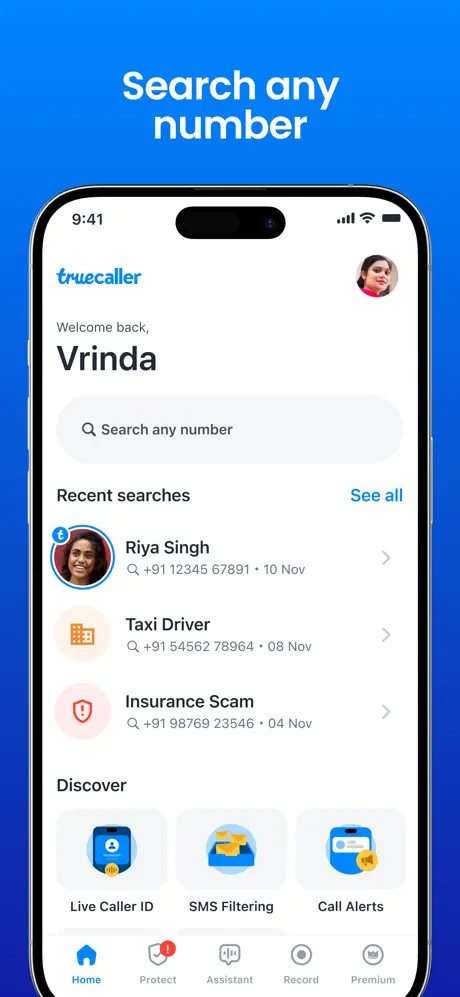 Search any
number
9:41
truecaller
Welcome back,
Vrinda
Search any number
Recent searches
See all
Riya Singh
+91 12345 67891 • 10 Nov
Taxi Driver
+91 54562 78964 • 08 Nov
Insurance Scam
+91 98769 23546 • 04 Nov
Discover
Live Caller ID
SMS Filtering
Call Alerts
Home
Protect
Assistant
Record
Premium